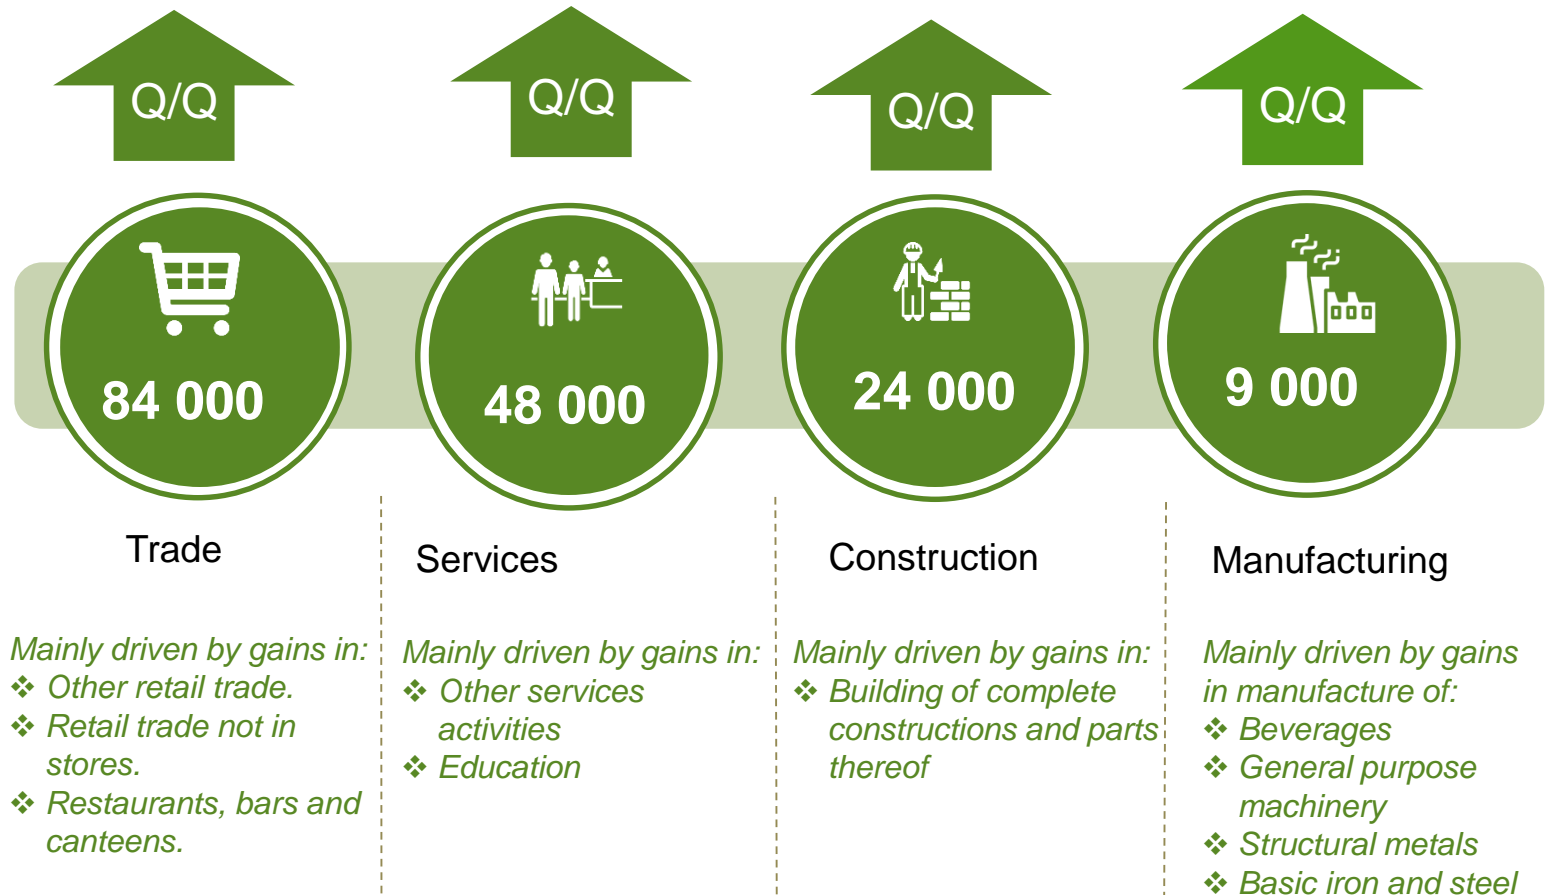 Q/Q
Q/Q
Q/Q
Q/Q
84 000
48 000
24 000
9 000
Trade
Services
Construction
Manufacturing
Mainly driven by gains in:
❖ Other retail trade.
❖ Retail trade not in
stores.
❖ Restaurants, bars and
canteens.
Mainly driven by gains in:
❖ Other services
activities
❖ Education
Mainly driven by gains in:
❖ Building of complete
constructions and parts
thereof
Mainly driven by gains
in manufacture of:
❖ Beverages
❖ General purpose
machinery
❖ Structural metals
❖ Basic iron and steel